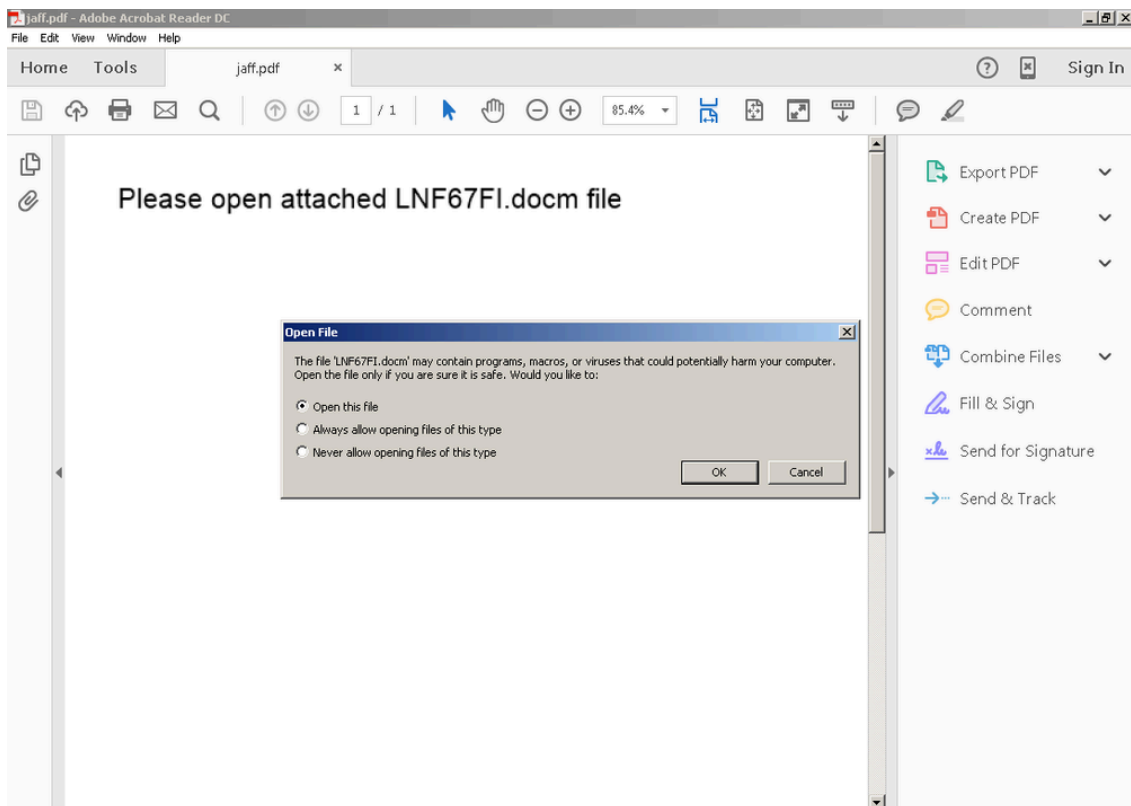 jaff.pdf - Adobe Acrobat Reader DC
File Edit View Window Help
Home Tools jaff.pdf × Sign In
1 / 1 85.4%
Please open attached LNF67FI.docm file
Open File
The file 'LNF67FI.docm' may contain programs, macros, or viruses that could potentially harm your computer.
Open the file only if you are sure it is safe. Would you like to:
Open this file
Always allow opening files of this type
Never allow opening files of this type
OK Cancel
Export PDF
Create PDF
Edit PDF
Comment
Combine Files
Fill & Sign
Send for Signature
Send & Track